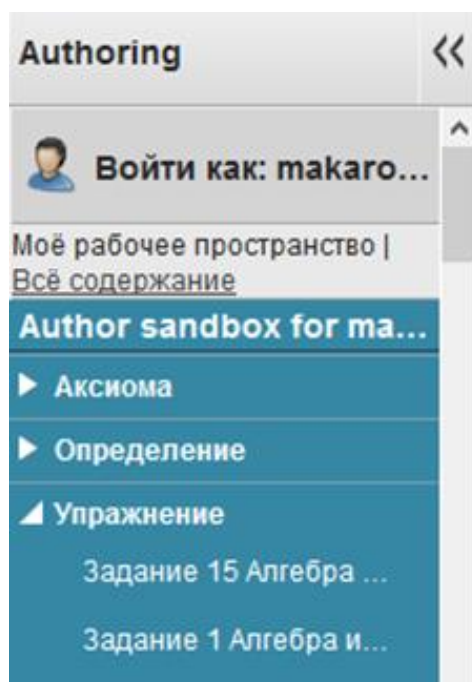 Authoring
Войти как: makaro...
Моё рабочее пространство |
Всё содержание
Author sandbox for ma...
Аксиома
Определение
Упражнение
Задание 15 Алгебра ...
Задание 1 Алгебра и...